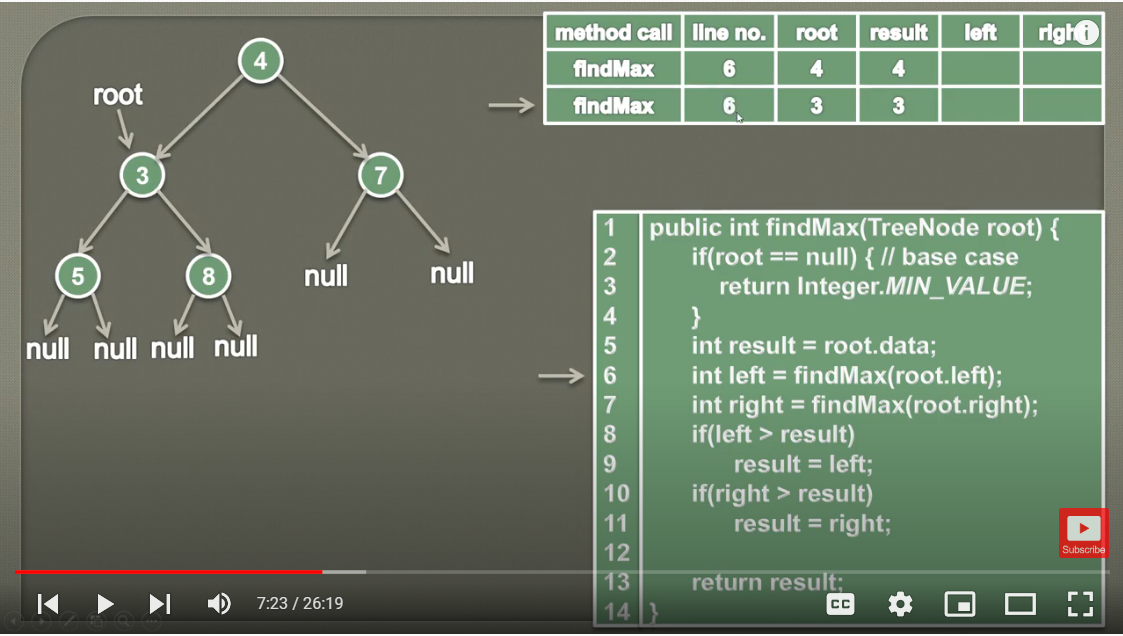 method call line no. root result left righ
findMax 6 4 4
findMax 6 3 3
4
root
3 7
5 8 null null
null null null null
1 public int findMax(TreeNode root) {
2 if(root == null) { // base case
3 return Integer.MIN_VALUE;
4 }
5 int result = root.data;
6 int left = findMax(root.left);
7 int right = findMax(root.right);
8 if(left > result)
9 result = left;
10 if(right > result)
11 result = right;
12
13 return result;
14 }
Subscribe
7:23 / 26:19
CC